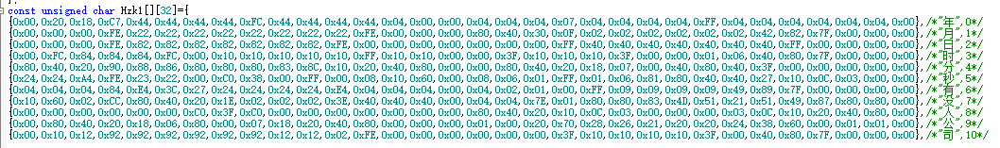 const unsigned char Hzk1[][32]={
{0x00,0x20,0x18,0xC7,0x44,0x44,0x44,0x44,0xFC,0x44,0x44,0x44,0x44,0x04,0x00,0x00,0x04,0x04,0x04,0x07,0x04,0x04,0x04,0x04,0xFF,0x04,0x04,0x04,0x04,0x04,0x04,0x00},/*"年",0*/
{0x00,0x00,0x00,0xFE,0x22,0x22,0x22,0x22,0x22,0x22,0x22,0x22,0xFE,0x00,0x00,0x00,0x80,0x40,0x30,0x0F,0x02,0x02,0x02,0x02,0x02,0x02,0x42,0x82,0x7F,0x00,0x00,0x00},/*"月",1*/
{0x00,0x00,0x00,0xFE,0x82,0x82,0x82,0x82,0x82,0x82,0x82,0xFE,0x00,0x00,0x00,0x00,0x00,0x00,0x00,0xFF,0x40,0x40,0x40,0x40,0x40,0x40,0x40,0xFF,0x00,0x00,0x00,0x00},/*"日",2*/
{0x00,0xFC,0x84,0x84,0x84,0xFC,0x00,0x10,0x10,0x10,0x10,0x10,0xFF,0x10,0x10,0x00,0x00,0x3F,0x10,0x10,0x10,0x3F,0x00,0x00,0x01,0x06,0x40,0x80,0x7F,0x00,0x00,0x00},/*"时",3*/
{0x80,0x40,0x20,0x90,0x88,0x86,0x80,0x80,0x80,0x83,0x8C,0x10,0x20,0x40,0x80,0x00,0x00,0x80,0x40,0x20,0x18,0x07,0x00,0x40,0x80,0x40,0x3F,0x00,0x00,0x00,0x00,0x00},/*"分",4*/
{0x24,0x24,0xA4,0xFE,0x23,0x22,0x00,0xC0,0x38,0x00,0xFF,0x00,0x08,0x10,0x60,0x00,0x08,0x06,0x01,0xFF,0x01,0x06,0x81,0x80,0x40,0x40,0x27,0x10,0x0C,0x03,0x00,0x00},/*"秒",5*/
{0x04,0x04,0x04,0x84,0xE4,0x3C,0x27,0x24,0x24,0x24,0x24,0xE4,0x04,0x04,0x04,0x00,0x04,0x02,0x01,0x00,0xFF,0x09,0x09,0x09,0x09,0x49,0x89,0x7F,0x00,0x00,0x00,0x00},/*"有",6*/
{0x10,0x60,0x02,0xCC,0x80,0x40,0x20,0x1E,0x02,0x02,0x02,0x3E,0x40,0x40,0x40,0x00,0x04,0x04,0x7E,0x01,0x80,0x80,0x83,0x4D,0x51,0x21,0x51,0x49,0x87,0x80,0x80,0x00},/*"没",7*/
{0x00,0x00,0x00,0x00,0x00,0x00,0xC0,0x3F,0xC0,0x00,0x00,0x00,0x00,0x00,0x00,0x00,0x80,0x40,0x20,0x10,0x0C,0x03,0x00,0x00,0x00,0x03,0x0C,0x10,0x20,0x40,0x80,0x00},/*"人",8*/
{0x00,0x80,0x40,0x20,0x18,0x06,0x80,0x00,0x07,0x18,0x20,0x40,0x80,0x00,0x00,0x00,0x01,0x00,0x20,0x70,0x28,0x26,0x21,0x20,0x20,0x24,0x38,0x60,0x00,0x01,0x01,0x00},/*"公",9*/
{0x00,0x10,0x12,0x92,0x92,0x92,0x92,0x92,0x92,0x12,0x12,0x02,0xFE,0x00,0x00,0x00,0x00,0x00,0x00,0x3F,0x10,0x10,0x10,0x10,0x3F,0x00,0x40,0x80,0x7F,0x00,0x00,0x00},/*"司",10*/